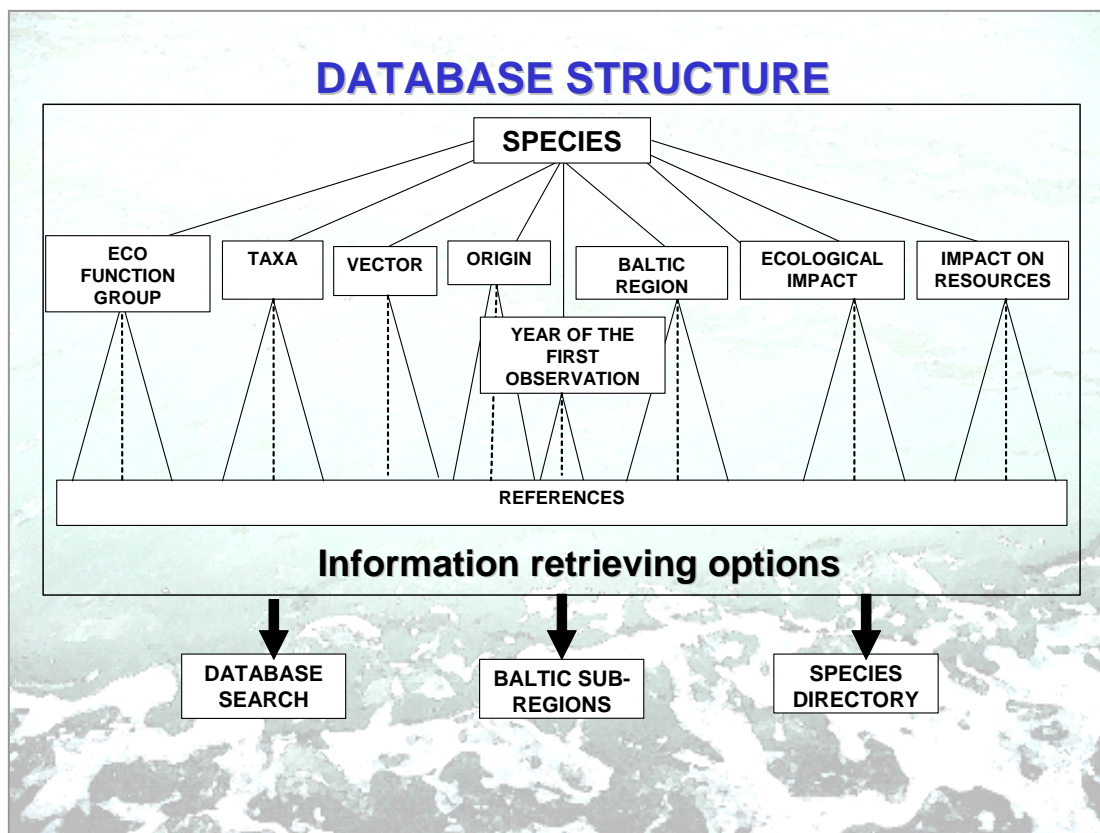 DATABASE STRUCTURE
SPECIES
ECO
FUNCTION
GROUP
TAXA
VECTOR
ORIGIN
BALTIC
REGION
ECOLOGICAL
IMPACT
IMPACT ON
RESOURCES
YEAR OF THE
FIRST
OBSERVATION
REFERENCES
Information retrieving options
DATABASE
SEARCH
BALTIC SUB-
REGIONS
SPECIES
DIRECTORY